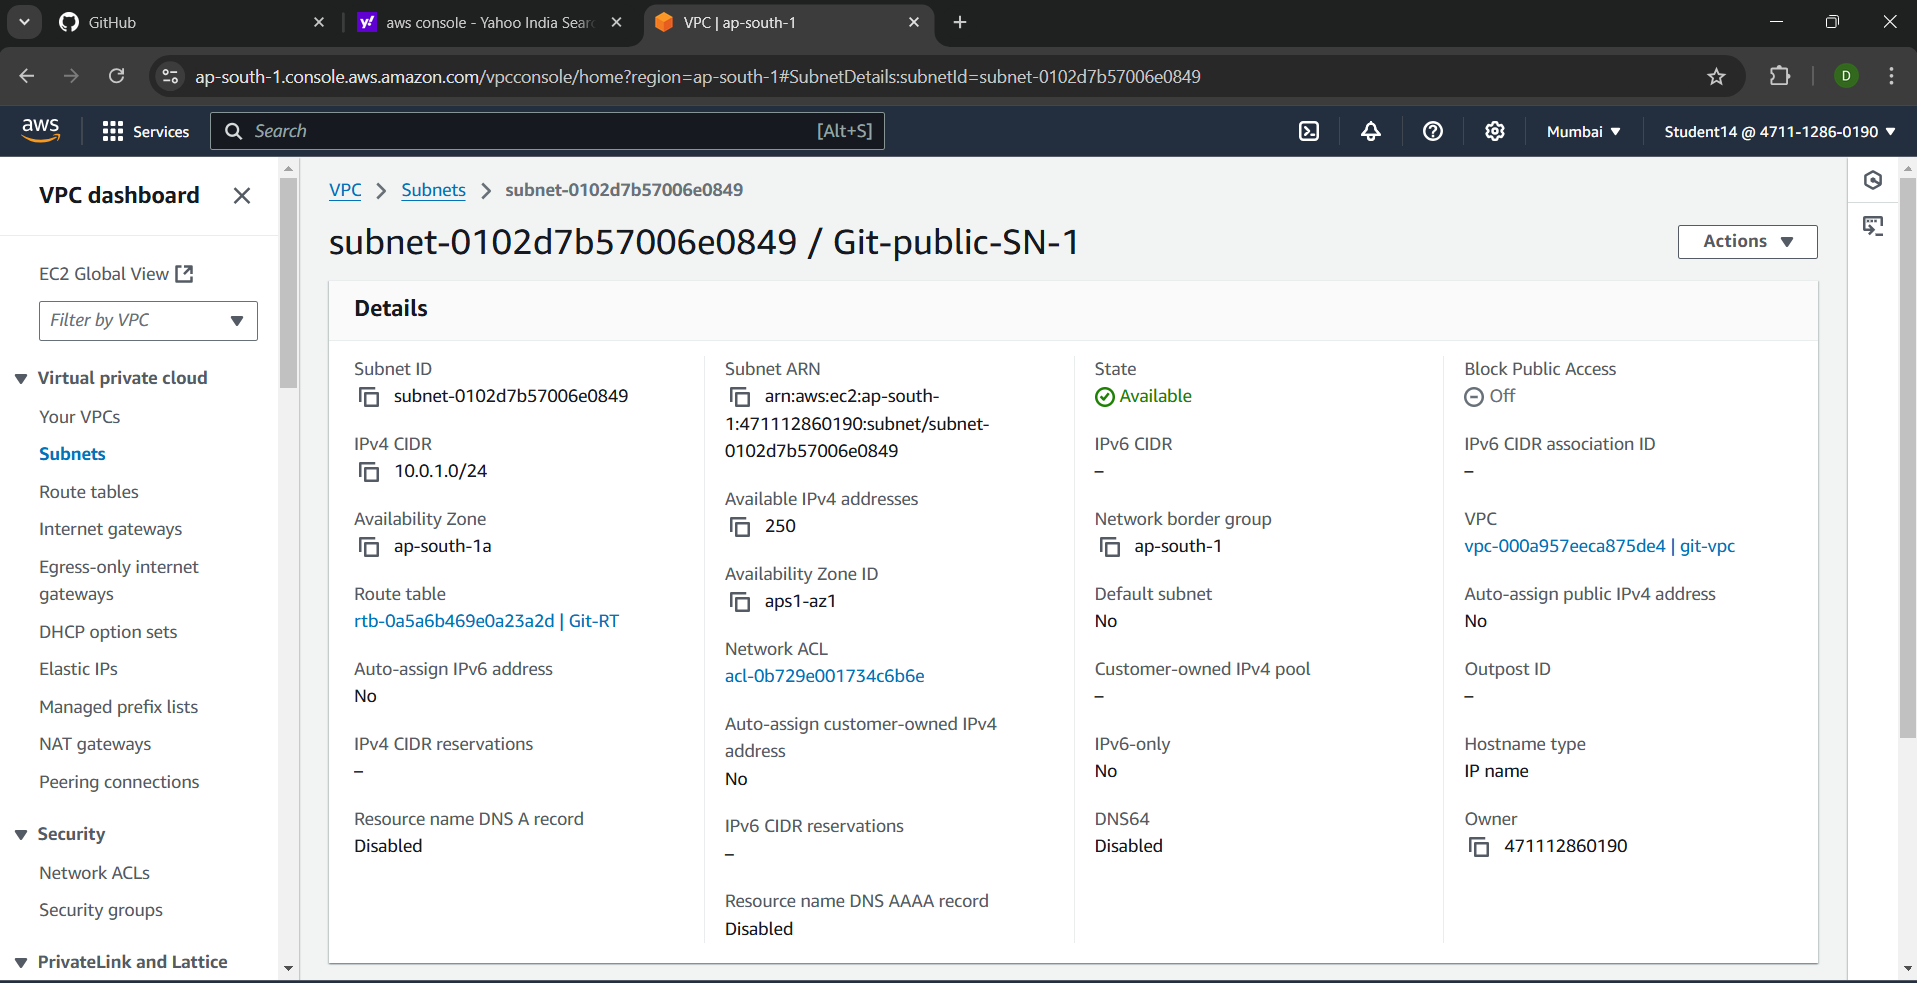 GitHub
aws console - Yahoo India Sear
VPC | ap-south-1
ap-south-1.console.aws.amazon.com/vpcconsole/home?region=ap-south-1#SubnetDetails:subnetId=subnet-0102d7b57006e0849
D
aws
Services
Search
[Alt+S]
Mumbai
Student14 @ 4711-1286-0190
VPC dashboard
EC2 Global View
Filter by VPC
Virtual private cloud
Your VPCs
Subnets
Route tables
Internet gateways
Egress-only internet
gateways
DHCP option sets
Elastic IPs
Managed prefix lists
NAT gateways
Peering connections
Security
Network ACLs
Security groups
PrivateLink and Lattice
VPC > Subnets > subnet-0102d7b57006e0849
subnet-0102d7b57006e0849 / Git-public-SN-1
Actions
Details
Subnet ID
subnet-0102d7b57006e0849
IPv4 CIDR
10.0.1.0/24
Availability Zone
ap-south-1a
Route table
rtb-0a5a6b469e0a23a2d | Git-RT
Auto-assign IPv6 address
No
IPv4 CIDR reservations
–
Resource name DNS A record
Disabled
Subnet ARN
arn:aws:ec2:ap-south-
1:471112860190:subnet/subnet-
0102d7b57006e0849
Available IPv4 addresses
250
Availability Zone ID
aps1-az1
Network ACL
acl-0b729e001734c6b6e
Auto-assign customer-owned IPv4
address
No
IPv6 CIDR reservations
–
Resource name DNS AAAA record
Disabled
State
Available
IPv6 CIDR
–
Network border group
ap-south-1
Default subnet
No
Customer-owned IPv4 pool
–
IPv6-only
No
DNS64
Disabled
Block Public Access
Off
IPv6 CIDR association ID
–
VPC
vpc-000a957eeca875de4 | git-vpc
Auto-assign public IPv4 address
No
Outpost ID
–
Hostname type
IP name
Owner
471112860190